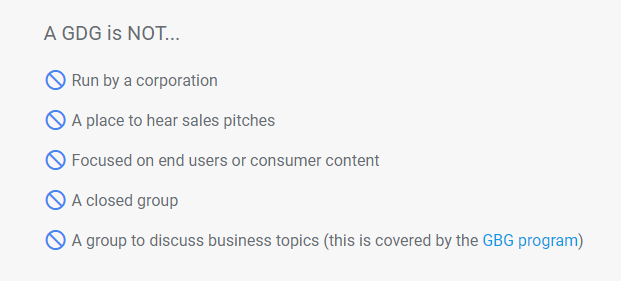 A GDG is NOT...
Run by a corporation
A place to hear sales pitches
Focused on end users or consumer content
A closed group
A group to discuss business topics (this is covered by the GBG program)